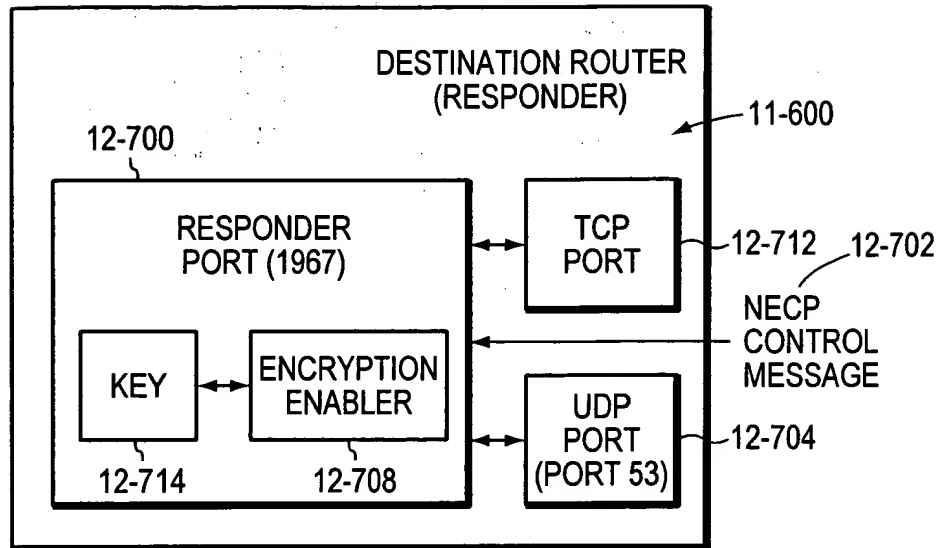 DESTINATION ROUTER
(RESPONDER)
11-600
12-700
RESPONDER
PORT (1967)
TCP
PORT
12-712
12-702
NECP
CONTROL
MESSAGE
KEY
ENCRYPTION
ENABLER
UDP
PORT
(PORT 53)
12-704
12-714
12-708